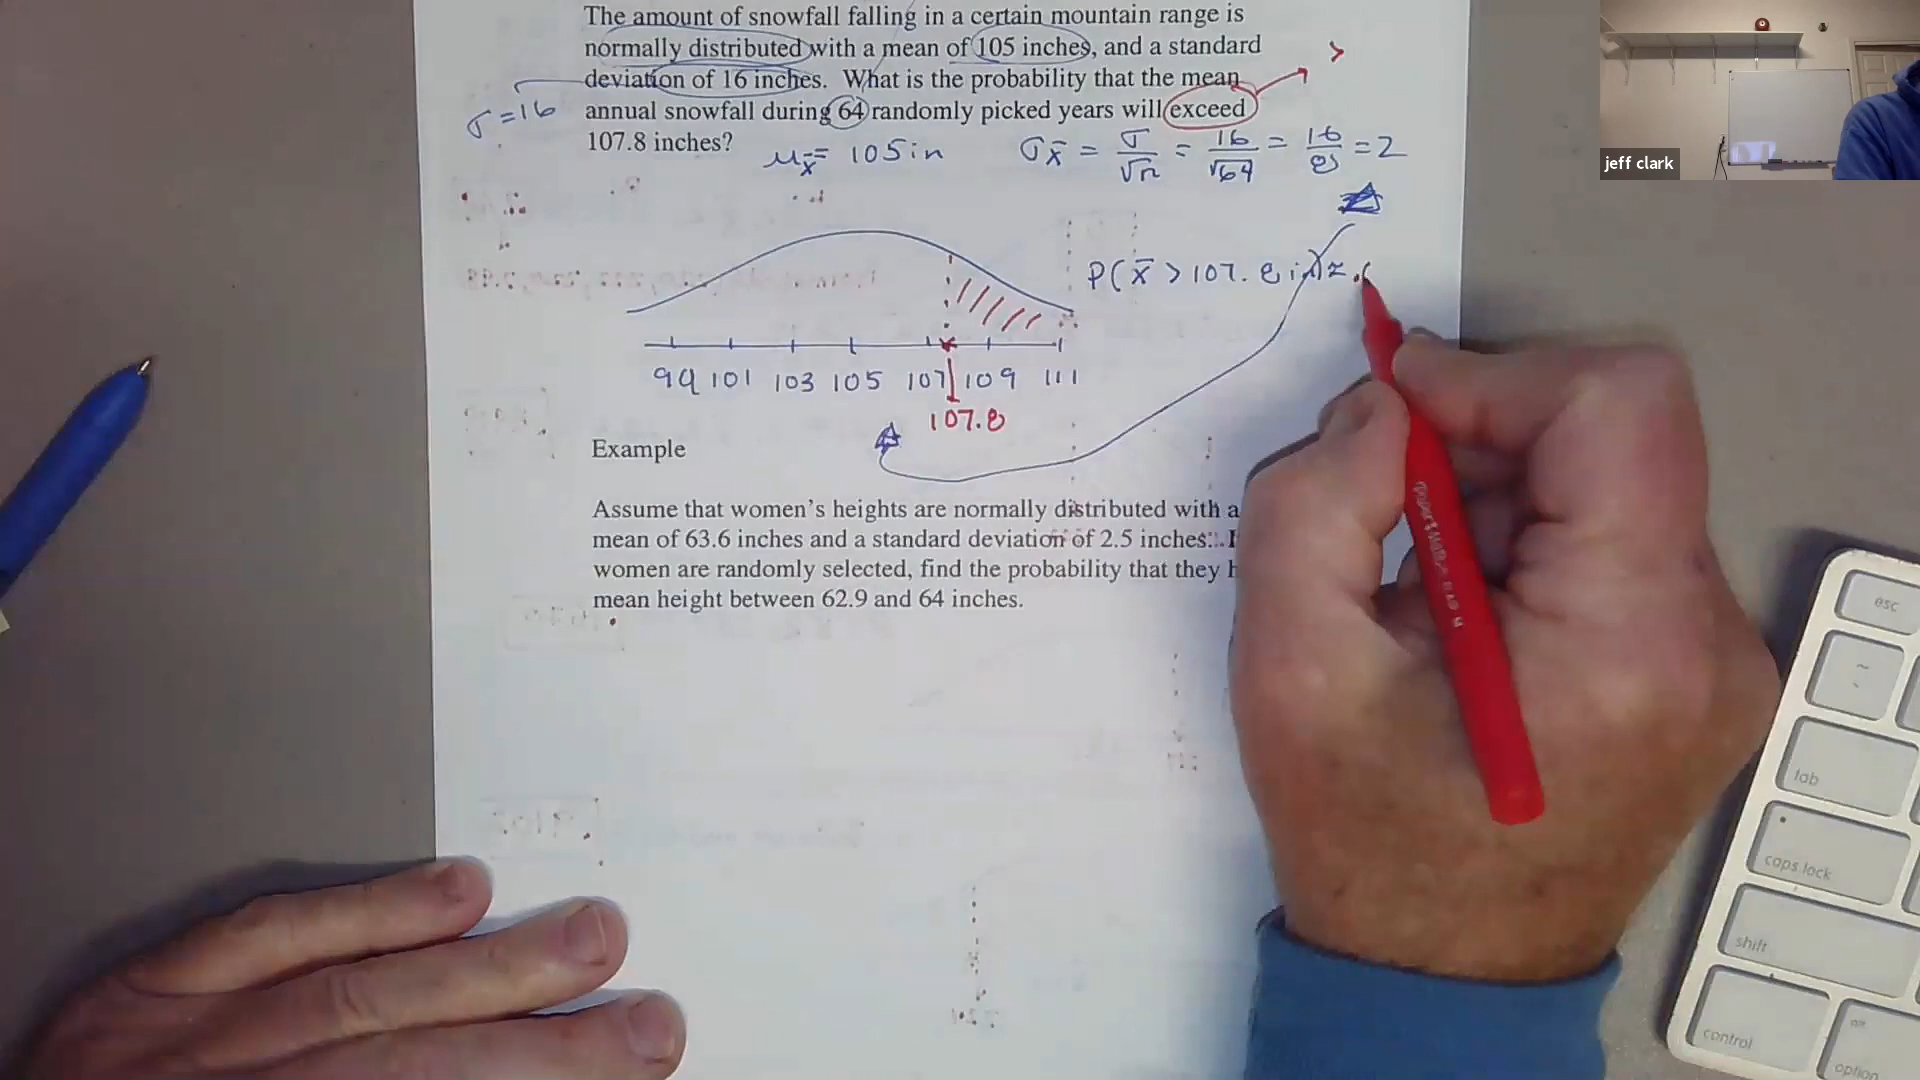 The amount of snowfall falling in a certain mountain range is
normally distributed with a mean of 105 inches, and a standard
deviation of 16 inches. What is the probability that the mean
annual snowfall during 64 randomly picked years will exceed
107.8 inches?
>
σ=16
μx̄ = 105in
σx̄ = σ/√n = 16/√64 = 16/8 = 2
P(x̄ > 107.8in) ≈ .
99 101 103 105 107 109 111
107.8
Example
Assume that women's heights are normally distributed with a
mean of 63.6 inches and a standard deviation of 2.5 inches.
women are randomly selected, find the probability that they
mean height between 62.9 and 64 inches.
jeff clark
esc
~
tab
caps lock
shift
control
alt
option